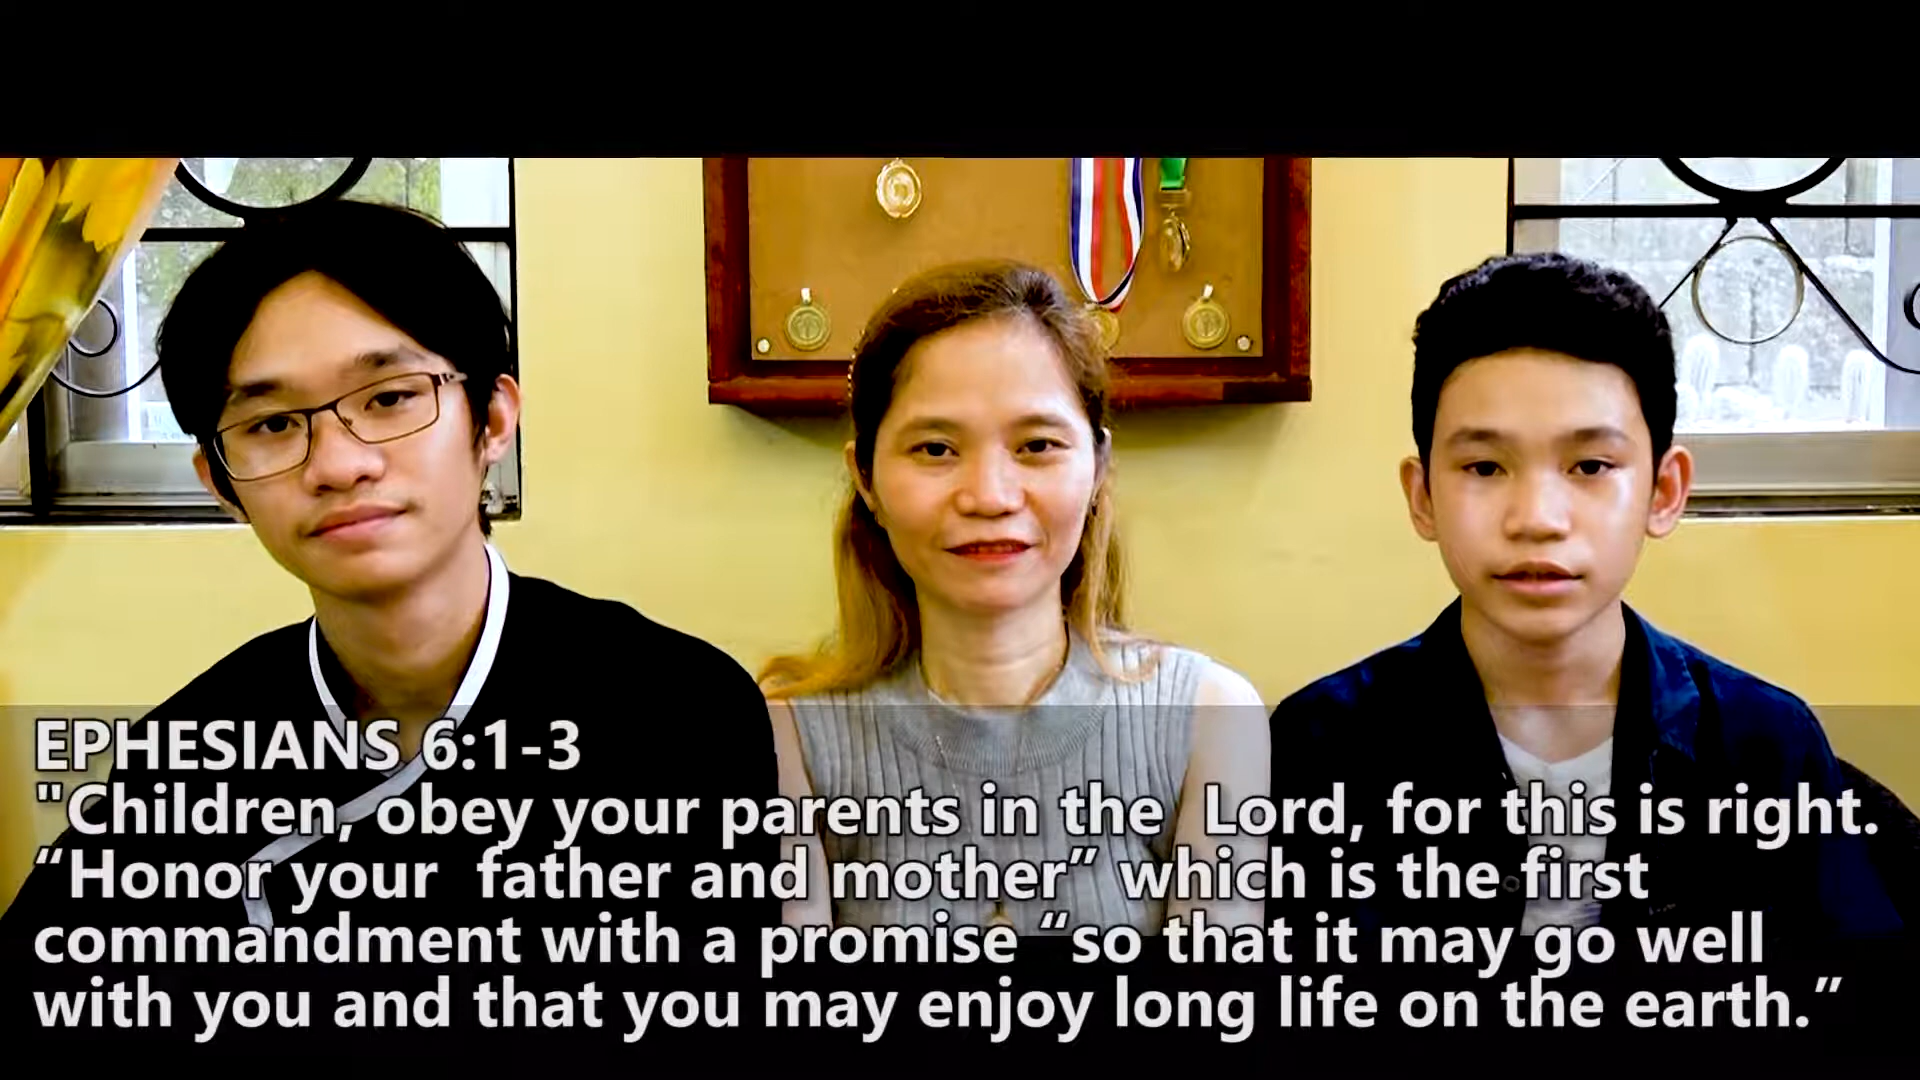 EPHESIANS 6:1-3
"Children, obey your parents in the Lord, for this is right.
“Honor your father and mother” which is the first
commandment with a promise “so that it may go well
with you and that you may enjoy long life on the earth.”